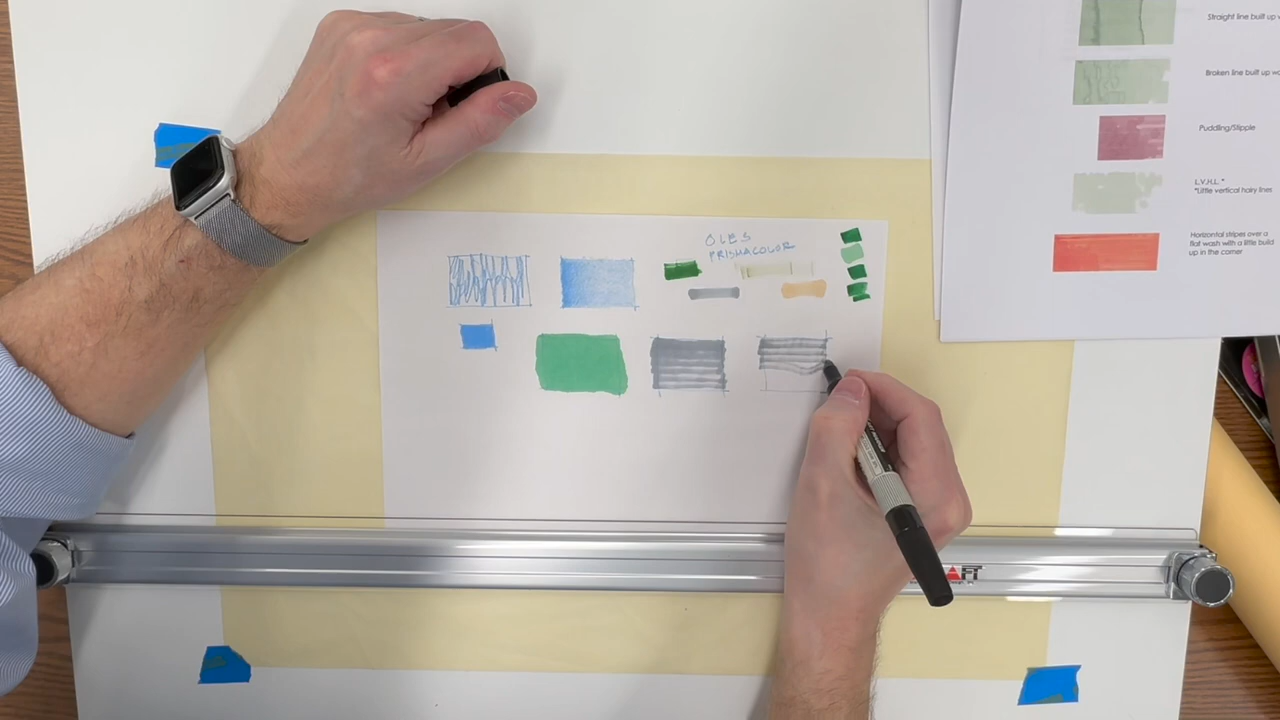 Straight line built up
Broken line built up
Puddling/Stipple
L.V.H.L. *
*Little vertical hairy lines
Horizontal stripes over a
flat wash with a little build
up in the corner
OLES
PRISMACOLOR